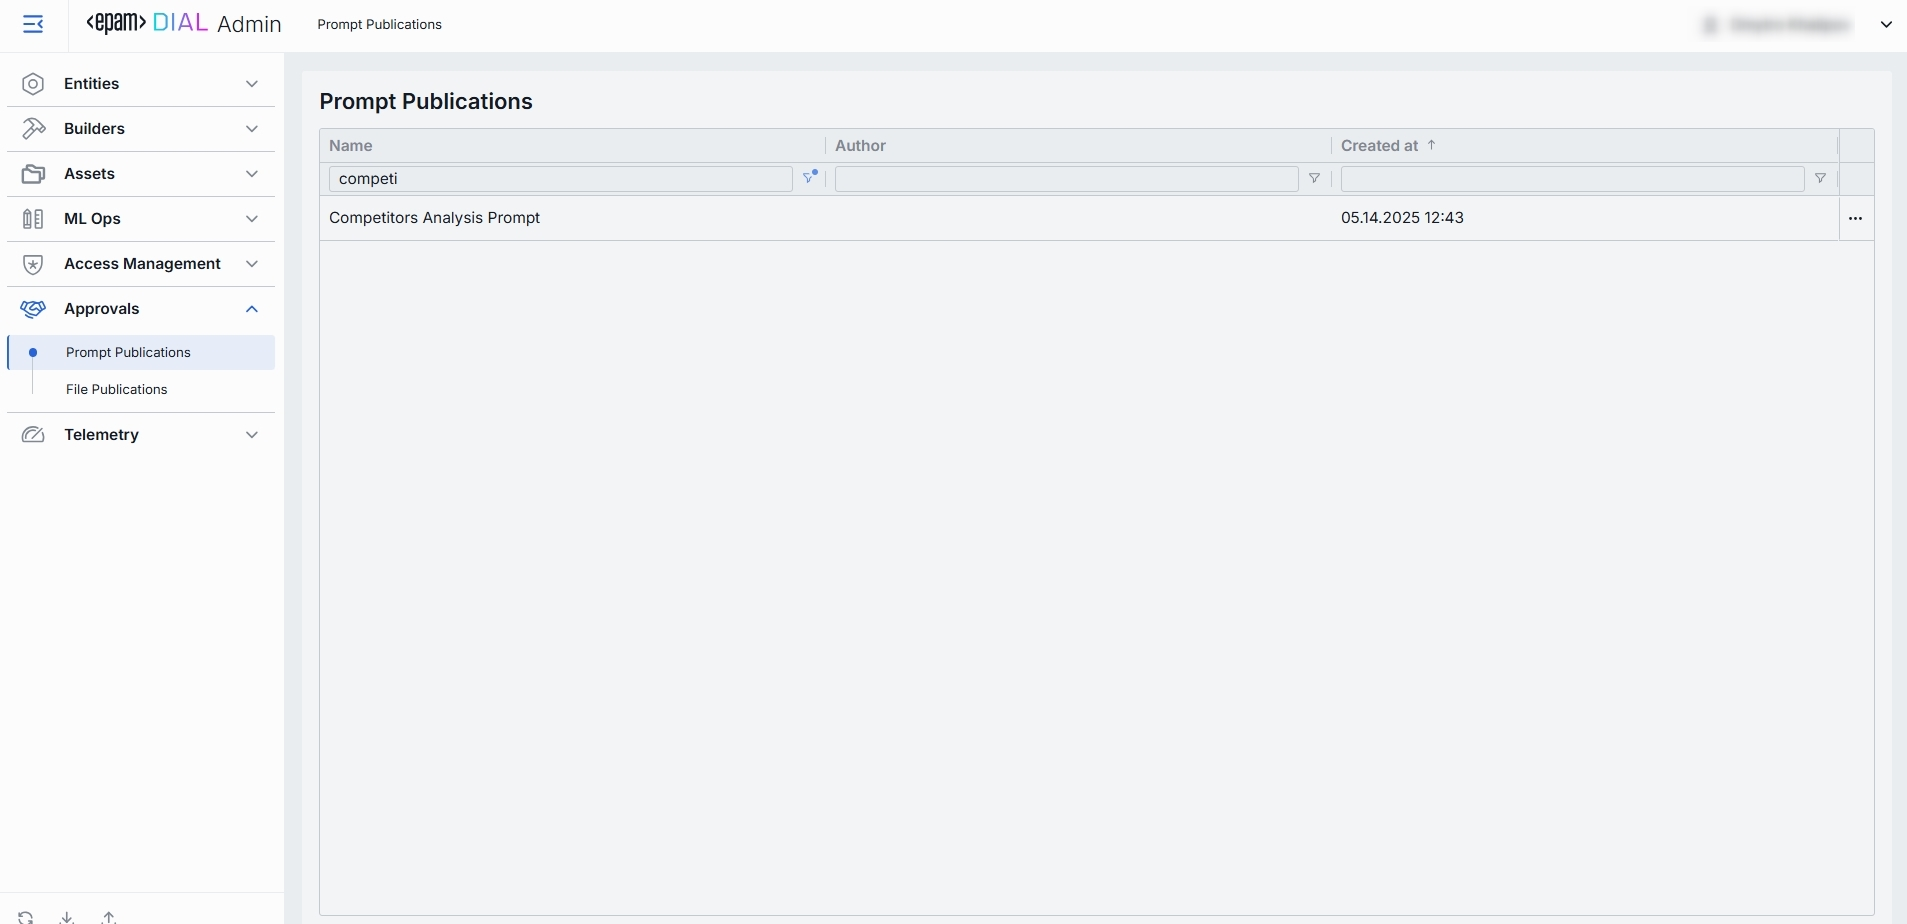 <epam> DIAL Admin
Prompt Publications
Entities
Builders
Assets
ML Ops
Access Management
Approvals
Prompt Publications
File Publications
Telemetry
Prompt Publications
Name Author Created at
competi
Competitors Analysis Prompt 05.14.2025 12:43